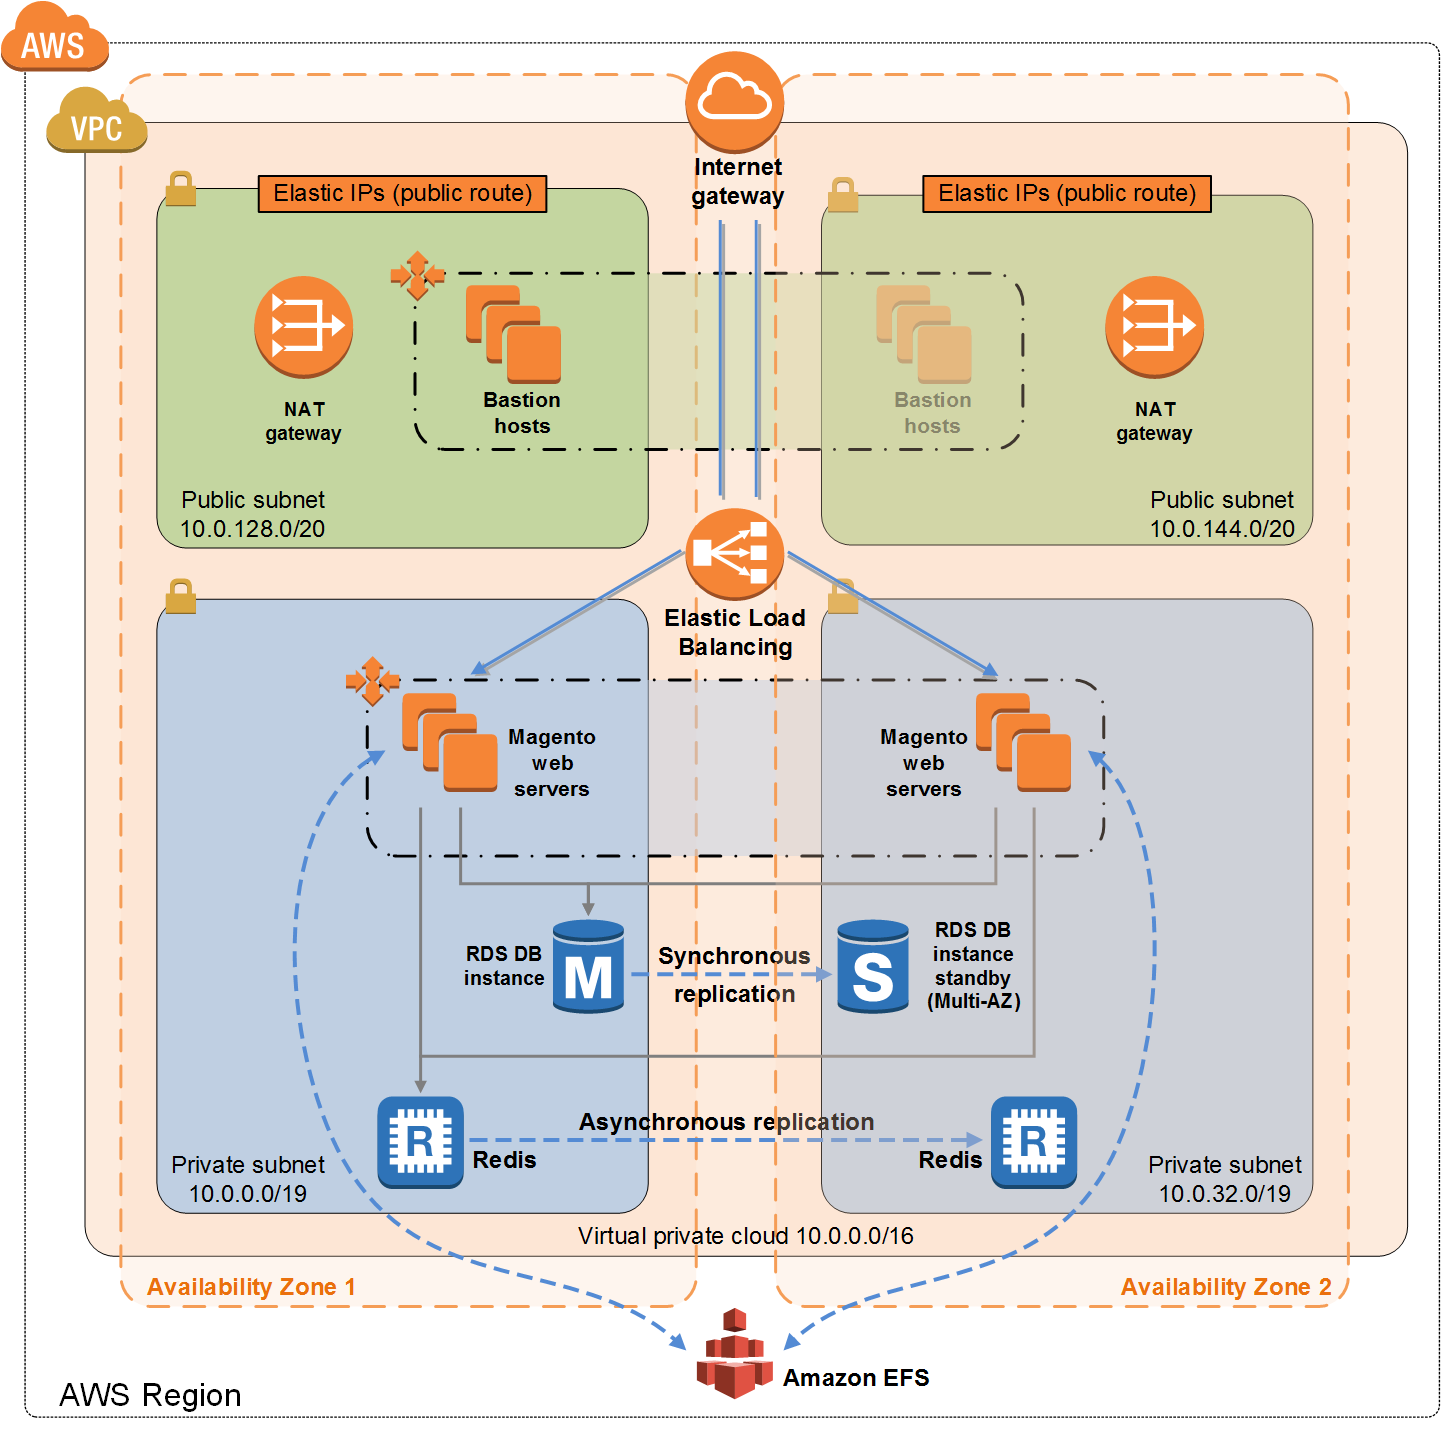 AWS
VPC
Internet
gateway
Elastic IPs (public route)
Elastic IPs (public route)
NAT
gateway
Bastion
hosts
Bastion
hosts
NAT
gateway
Public subnet
10.0.128.0/20
Public subnet
10.0.144.0/20
Elastic Load
Balancing
Magento
web
servers
Magento
web
servers
RDS DB
instance
M
Synchronous
replication
S
RDS DB
instance
standby
(Multi-AZ)
R
Redis
Asynchronous replication
Redis
R
Private subnet
10.0.0.0/19
Private subnet
10.0.32.0/19
Virtual private cloud 10.0.0.0/16
Availability Zone 1
Availability Zone 2
Amazon EFS
AWS Region